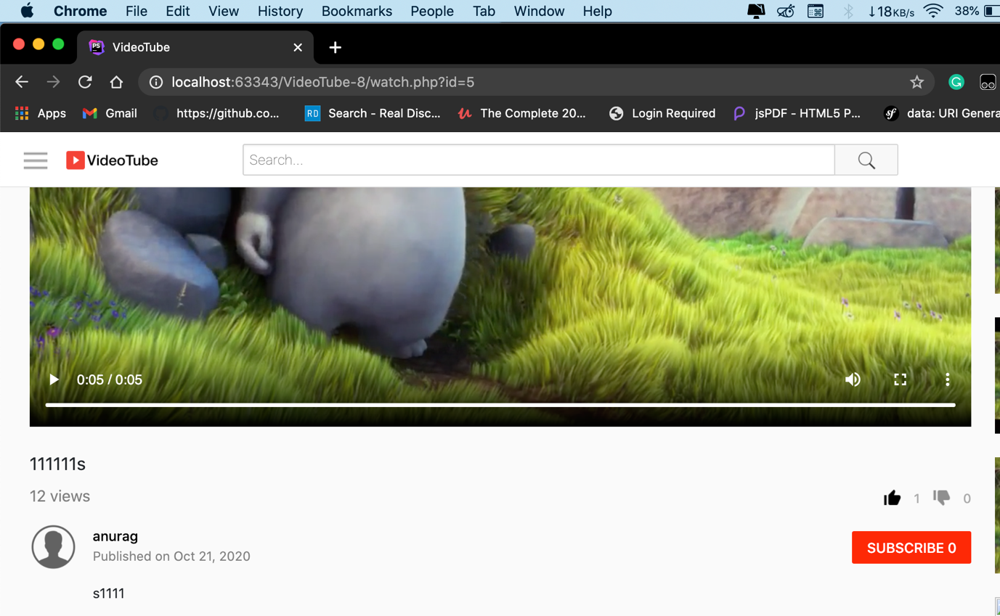 Chrome File Edit View History Bookmarks People Tab Window Help ↓18KB/s 38%
PS VideoTube
localhost:63343/VideoTube-8/watch.php?id=5
Apps Gmail https://github.co... RD Search - Real Disc... The Complete 20... Login Required jsPDF - HTML5 P... sf data: URI Genera
VideoTube Search...
0:05 / 0:05
111111s
12 views 1 0
anurag
Published on Oct 21, 2020
SUBSCRIBE 0
s1111